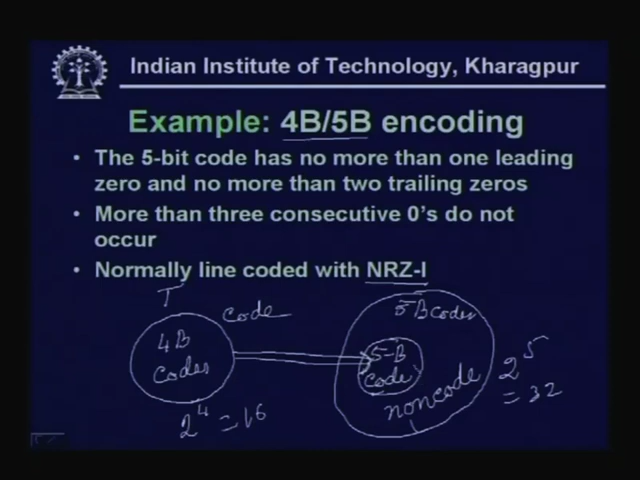 Indian Institute of Technology, Kharagpur
Example: 4B/5B encoding
• The 5-bit code has no more than one leading
zero and no more than two trailing zeros
• More than three consecutive 0's do not
occur
• Normally line coded with NRZ-I
T
code
5B codes
4B
codes
5-B
code
noncode
2^5
= 32
2^4 = 16